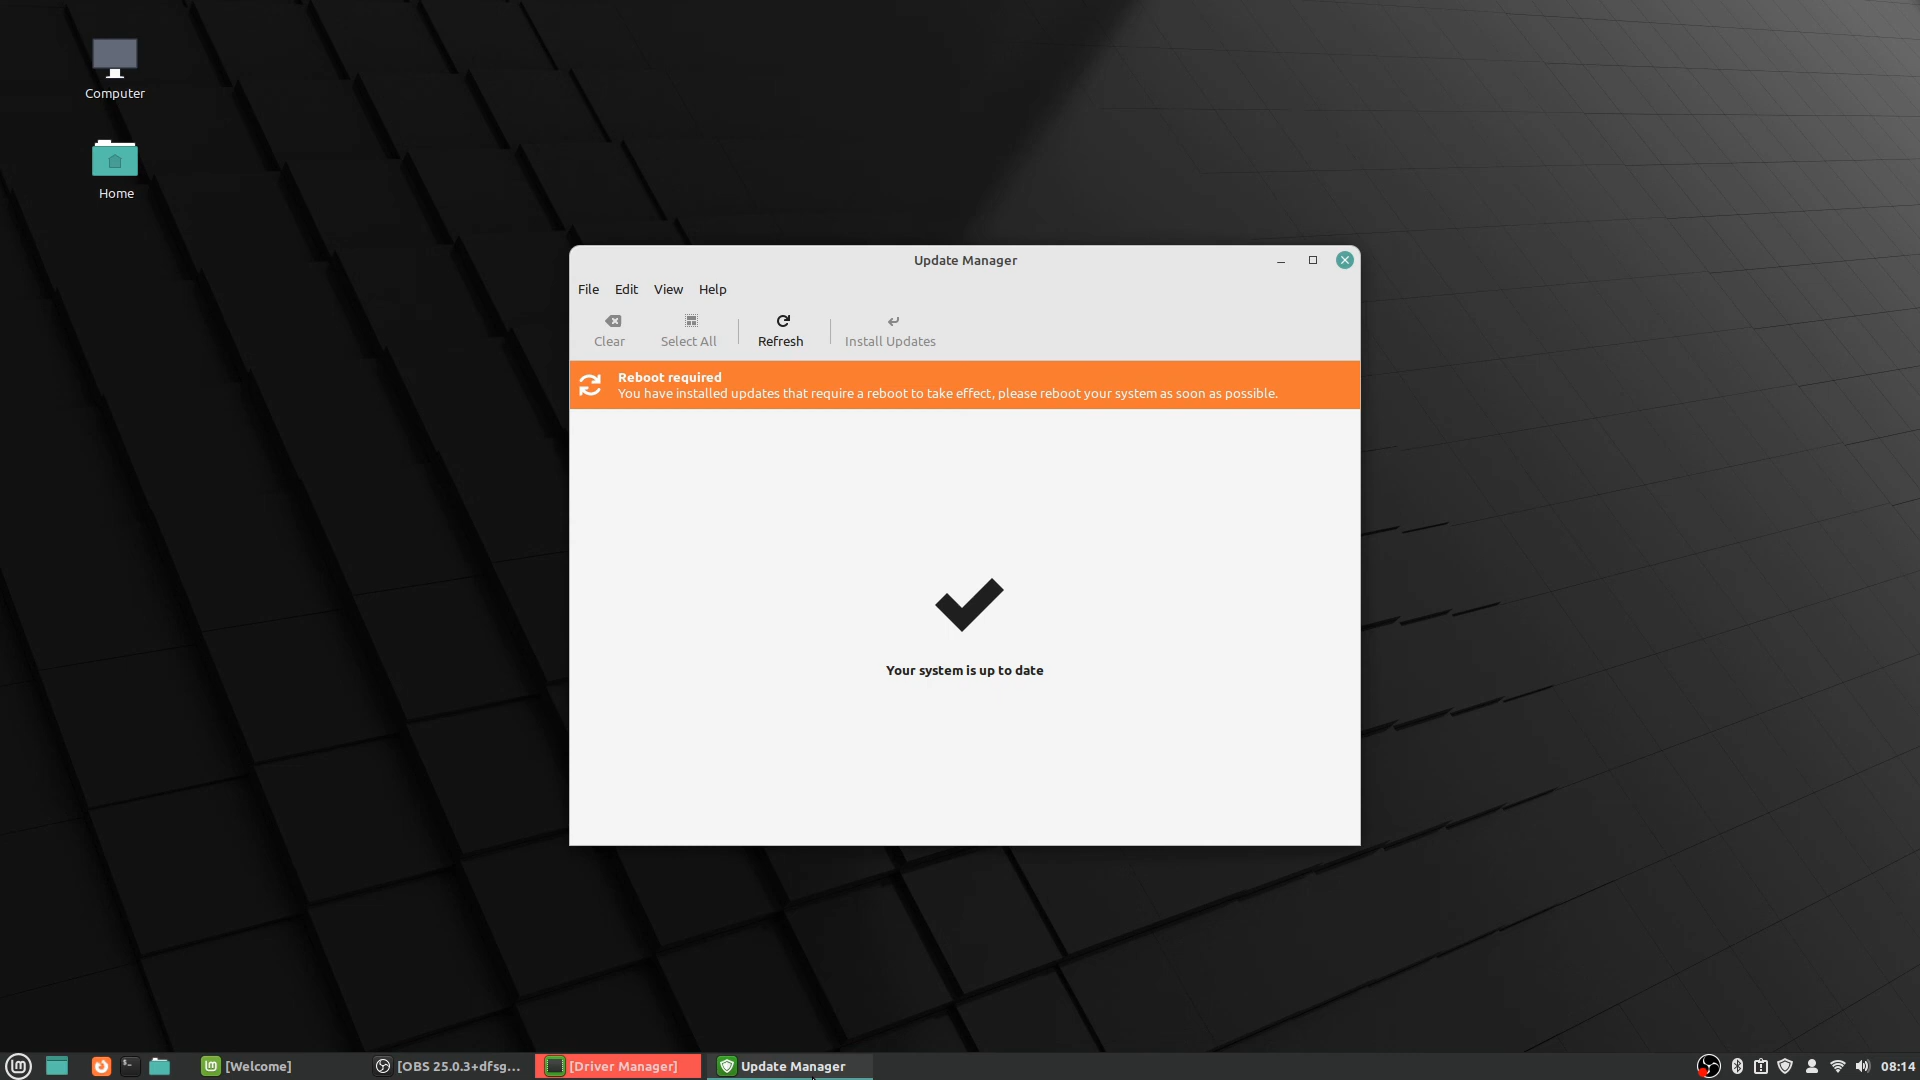 Computer
Home
Update Manager
File Edit View Help
Clear Select All Refresh Install Updates
Reboot required
You have installed updates that require a reboot to take effect, please reboot your system as soon as possible.
Your system is up to date
[Welcome] [OBS 25.0.3+dfsg... [Driver Manager] Update Manager 08:14